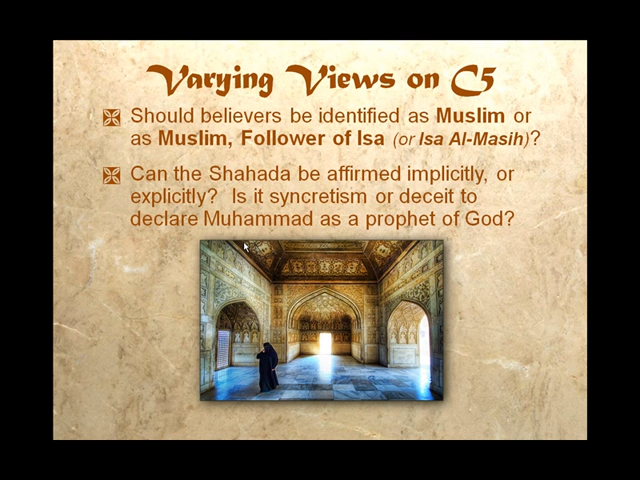 Varying Views on C5
Should believers be identified as Muslim or
as Muslim, Follower of Isa (or Isa Al-Masih)?
Can the Shahada be affirmed implicitly, or
explicitly? Is it syncretism or deceit to
declare Muhammad as a prophet of God?